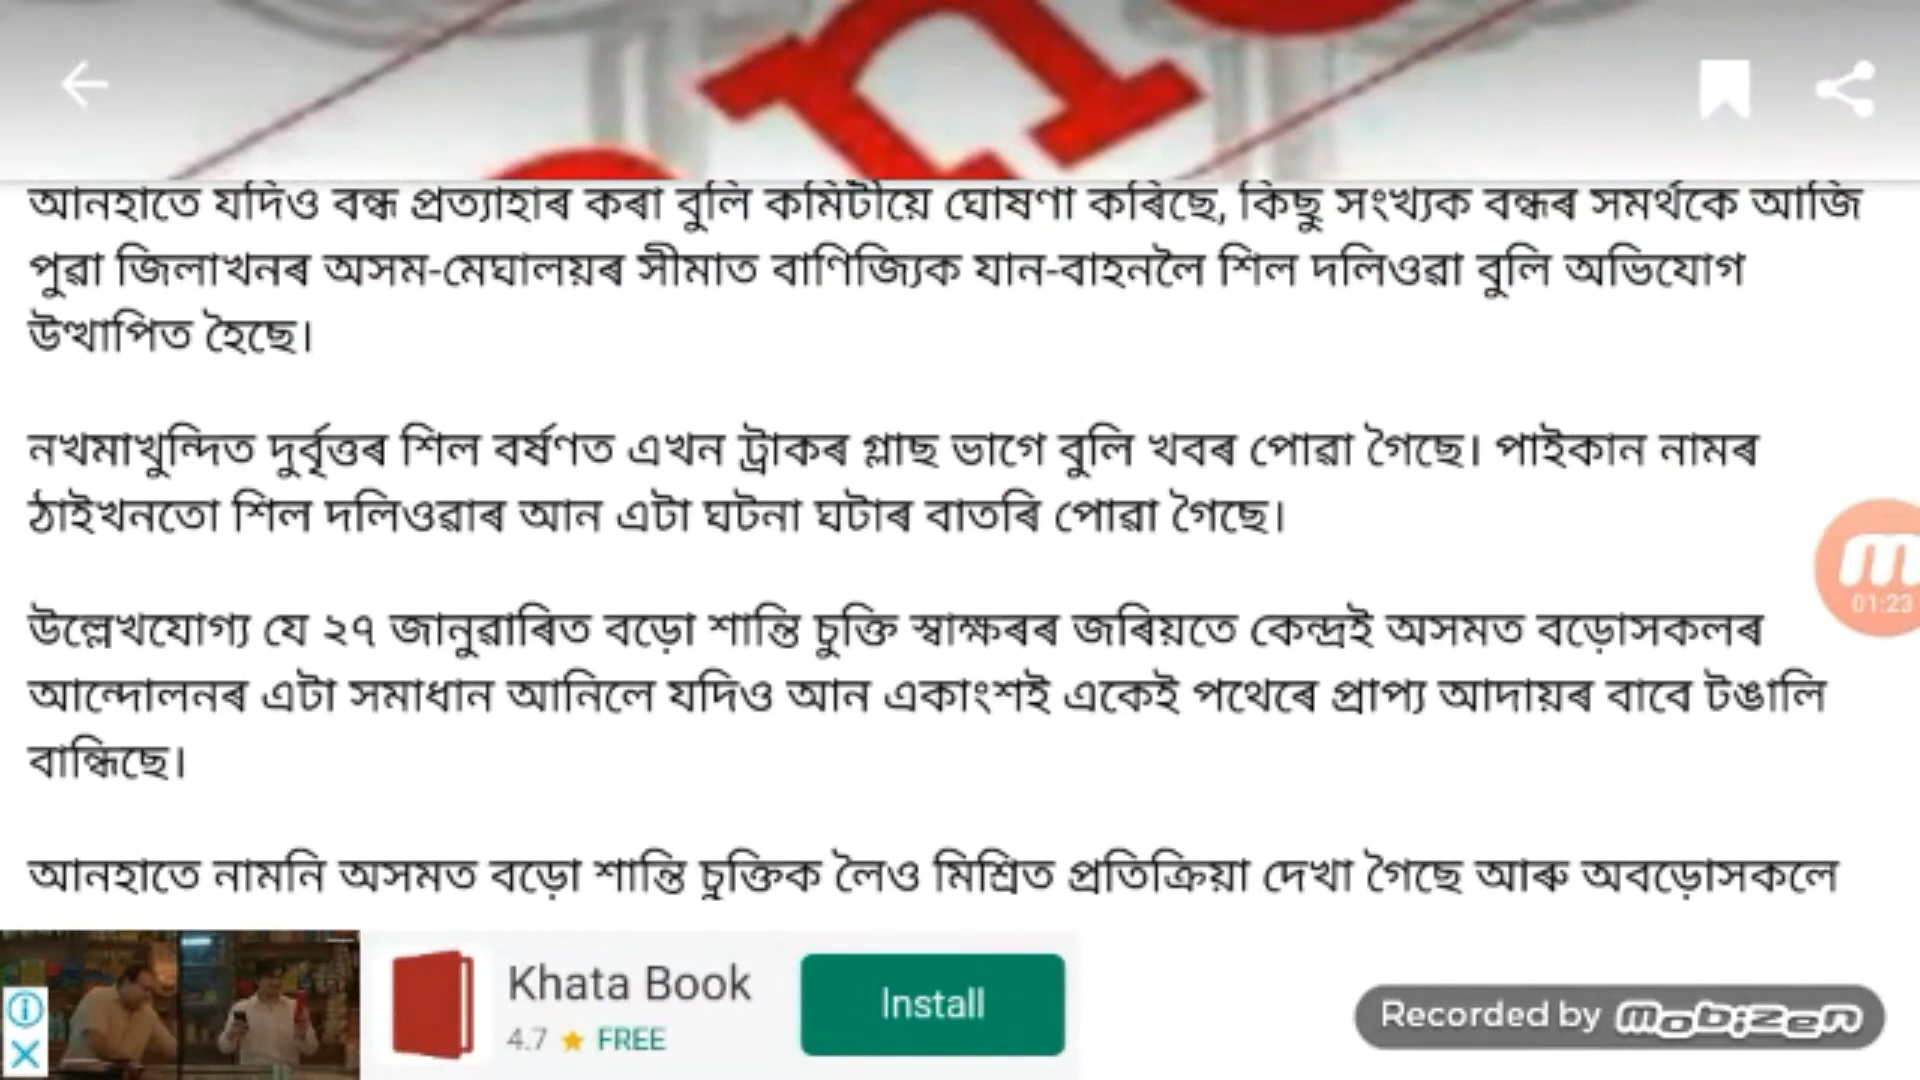 আনহাতে যদিও বন্ধ প্ৰত্যাহাৰ কৰা বুলি কমিটীয়ে ঘোষণা কৰিছে, কিছু সংখ্যক বন্ধৰ সমৰ্থকে আজি
পুৱা জিলাখনৰ অসম-মেঘালয়ৰ সীমাত বাণিজ্যিক যান-বাহনলৈ শিল দলিওৱা বুলি অভিযোগ
উত্থাপিত হৈছে।
নখমাখুন্দিত দুৰ্বৃত্তৰ শিল বৰ্ষণত এখন ট্ৰাকৰ গ্লাছ ভাগে বুলি খবৰ পোৱা গৈছে। পাইকান নামৰ
ঠাইখনতো শিল দলিওৱাৰ আন এটা ঘটনা ঘটাৰ বাতৰি পোৱা গৈছে।
উল্লেখযোগ্য যে ২৭ জানুৱাৰিত বড়ো শান্তি চুক্তি স্বাক্ষৰৰ জৰিয়তে কেন্দ্ৰই অসমত বড়োসকলৰ
আন্দোলনৰ এটা সমাধান আনিলে যদিও আন একাংশই একেই পথেৰে প্ৰাপ্য আদায়ৰ বাবে টঙালি
বান্ধিছে।
আনহাতে নামনি অসমত বড়ো শান্তি চুক্তিক লৈও মিশ্ৰিত প্ৰতিক্ৰিয়া দেখা গৈছে আৰু অবড়োসকলে
01:23
Khata Book
4.7 ★ FREE
Install
Recorded by mobizen